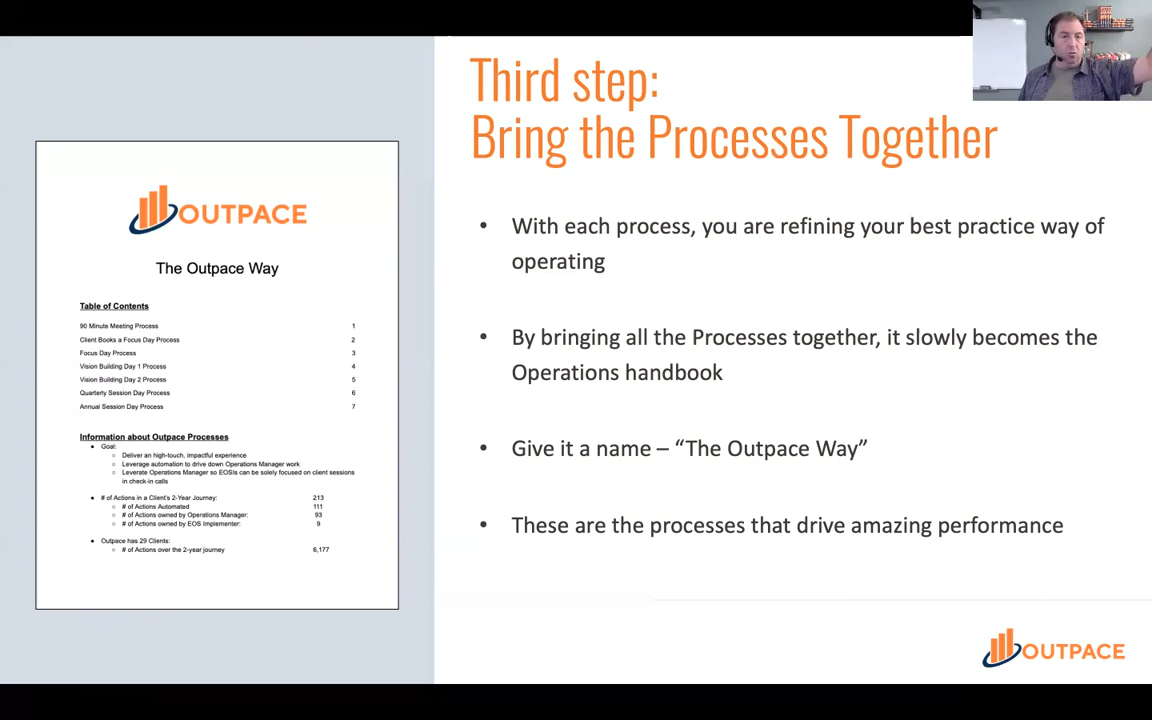 Third step:
Bring the Processes Together
• With each process, you are refining your best practice way of
operating
• By bringing all the Processes together, it slowly becomes the
Operations handbook
• Give it a name – “The Outpace Way”
• These are the processes that drive amazing performance
OUTPACE
OUTPACE
The Outpace Way
Table of Contents
90 Minute Meeting Process 1
Client Books a Focus Day Process 2
Focus Day Process 3
Vision Building Day 1 Process 4
Vision Building Day 2 Process 5
Quarterly Session Day Process 6
Annual Session Day Process 7
Information about Outpace Processes
● Goal:
○ Deliver an high-touch, impactful experience
○ Leverage automation to drive down Operations Manager work
○ Leverate Operations Manager so EOSIs can be solely focused on client sessions
in check-in calls
● # of Actions in a Client's 2-Year Journey: 213
○ # of Actions Automated 111
○ # of Actions owned by Operations Manager: 93
○ # of Actions owned by EOS Implementer: 9
● Outpace has 29 Clients:
○ # of Actions over the 2-year journey 6,177